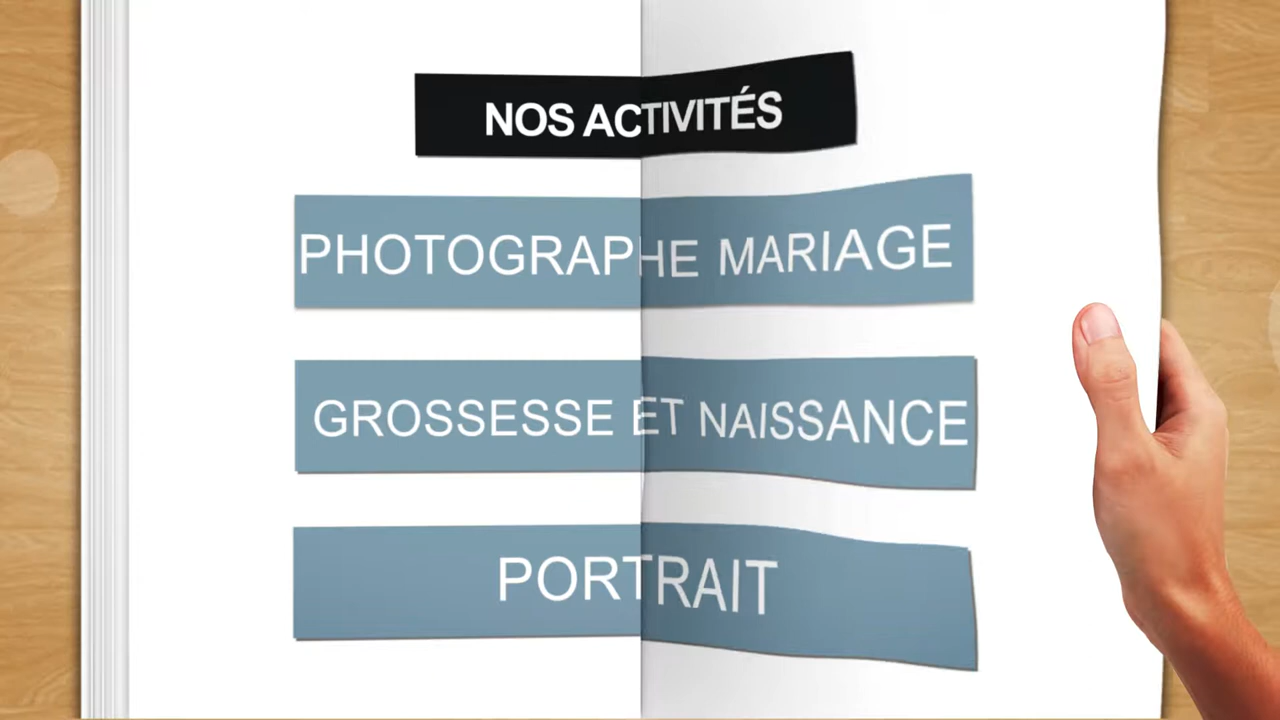 NOS ACTIVITÉS
PHOTOGRAPHE MARIAGE
GROSSESSE ET NAISSANCE
PORTRAIT